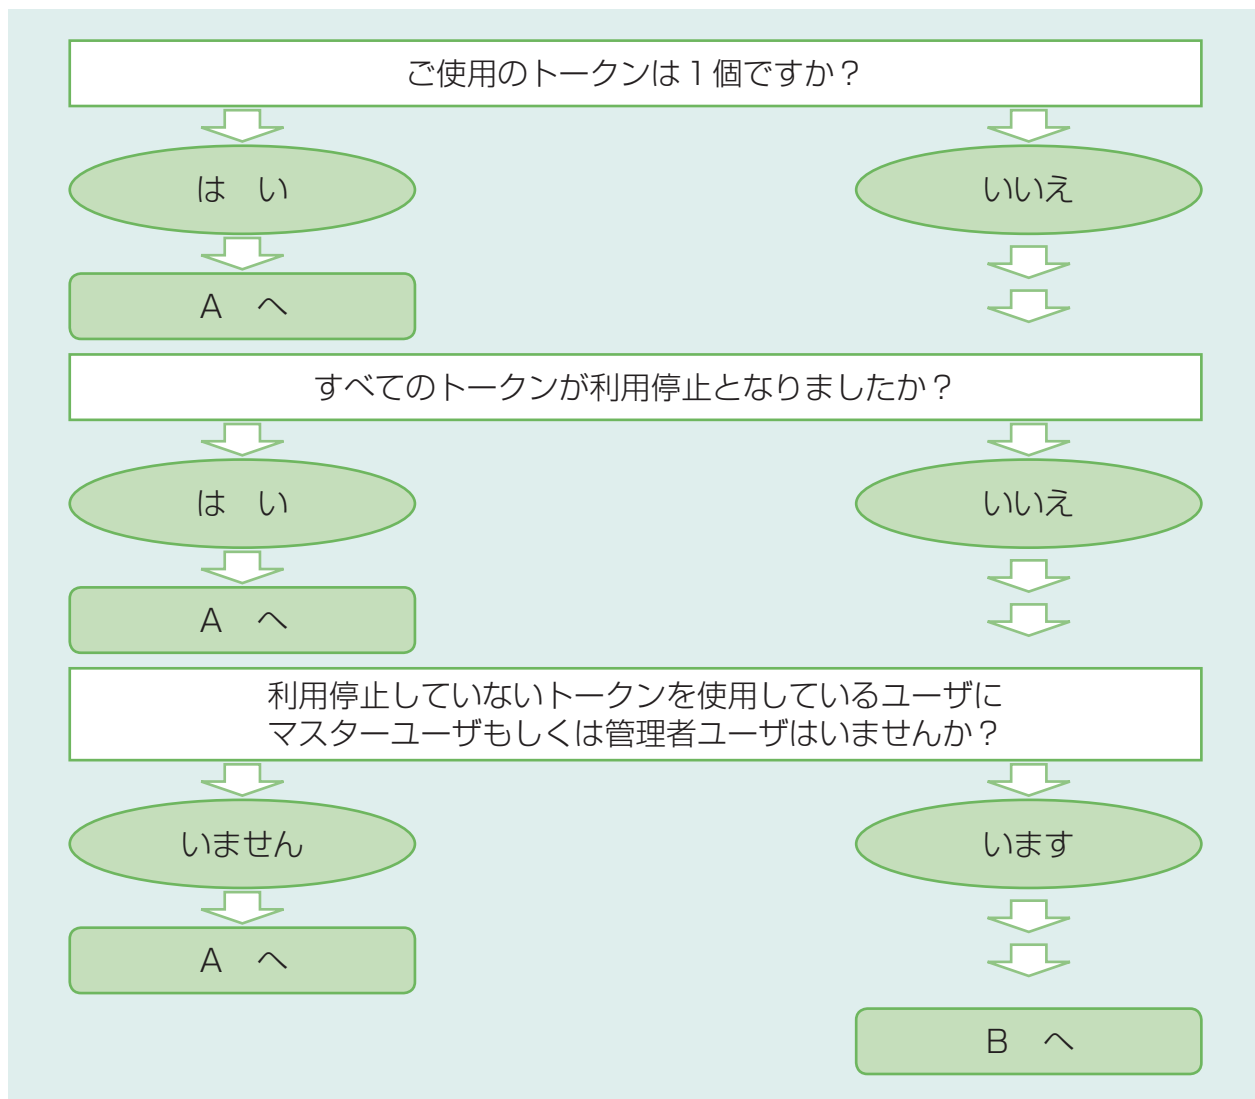 ご使用のトークンは１個ですか？
は　い
いいえ
A　へ
すべてのトークンが利用停止となりましたか？
は　い
いいえ
A　へ
利用停止していないトークンを使用しているユーザに
マスターユーザもしくは管理者ユーザはいませんか？
いません
います
A　へ
B　へ